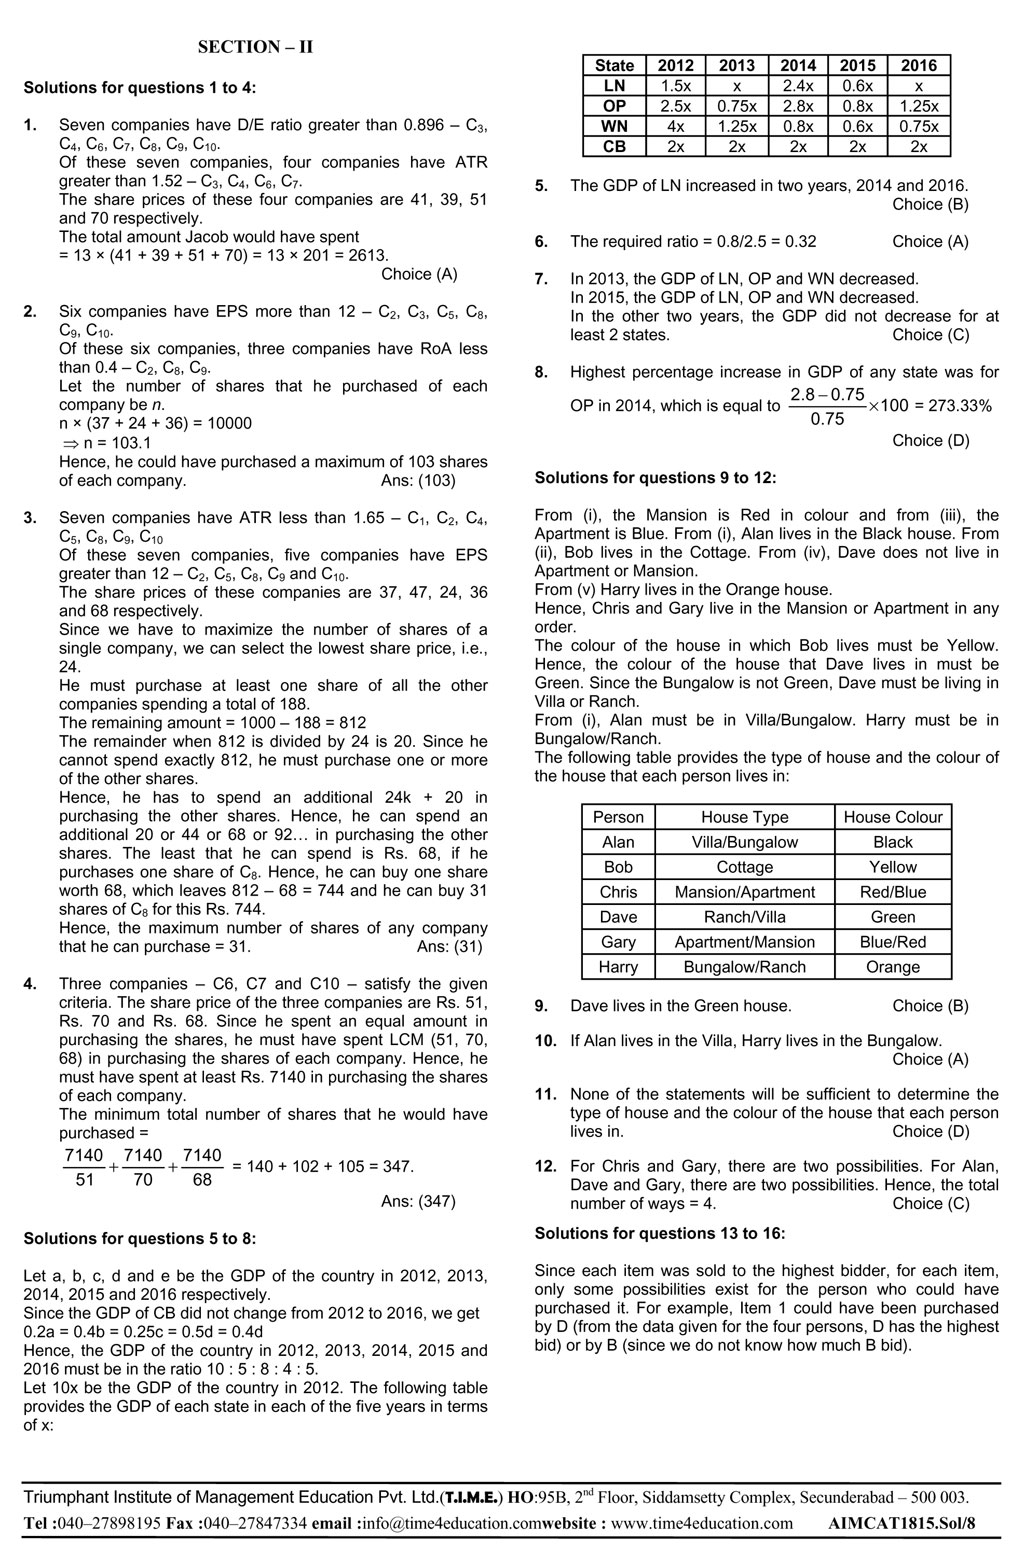 SECTION – II
Solutions for questions 1 to 4:
1. Seven companies have D/E ratio greater than 0.896 – C3,
C4, C6, C7, C8, C9, C10.
Of these seven companies, four companies have ATR
greater than 1.52 – C3, C4, C6, C7.
The share prices of these four companies are 41, 39, 51
and 70 respectively.
The total amount Jacob would have spent
= 13 × (41 + 39 + 51 + 70) = 13 × 201 = 2613.
Choice (A)
2. Six companies have EPS more than 12 – C2, C3, C5, C8,
C9, C10.
Of these six companies, three companies have RoA less
than 0.4 – C2, C8, C9.
Let the number of shares that he purchased of each
company be n.
n × (37 + 24 + 36) = 10000
⇒ n = 103.1
Hence, he could have purchased a maximum of 103 shares
of each company. Ans: (103)
3. Seven companies have ATR less than 1.65 – C1, C2, C4,
C5, C8, C9, C10
Of these seven companies, five companies have EPS
greater than 12 – C2, C5, C8, C9 and C10.
The share prices of these companies are 37, 47, 24, 36
and 68 respectively.
Since we have to maximize the number of shares of a
single company, we can select the lowest share price, i.e.,
24.
He must purchase at least one share of all the other
companies spending a total of 188.
The remaining amount = 1000 – 188 = 812
The remainder when 812 is divided by 24 is 20. Since he
cannot spend exactly 812, he must purchase one or more
of the other shares.
Hence, he has to spend an additional 24k + 20 in
purchasing the other shares. Hence, he can spend an
additional 20 or 44 or 68 or 92… in purchasing the other
shares. The least that he can spend is Rs. 68, if he
purchases one share of C8. Hence, he can buy one share
worth 68, which leaves 812 – 68 = 744 and he can buy 31
shares of C8 for this Rs. 744.
Hence, the maximum number of shares of any company
that he can purchase = 31. Ans: (31)
4. Three companies – C6, C7 and C10 – satisfy the given
criteria. The share price of the three companies are Rs. 51,
Rs. 70 and Rs. 68. Since he spent an equal amount in
purchasing the shares, he must have spent LCM (51, 70,
68) in purchasing the shares of each company. Hence, he
must have spent at least Rs. 7140 in purchasing the shares
of each company.
The minimum total number of shares that he would have
purchased =
7140/51 + 7140/70 + 7140/68 = 140 + 102 + 105 = 347.
Ans: (347)
Solutions for questions 5 to 8:
Let a, b, c, d and e be the GDP of the country in 2012, 2013,
2014, 2015 and 2016 respectively.
Since the GDP of CB did not change from 2012 to 2016, we get
0.2a = 0.4b = 0.25c = 0.5d = 0.4d
Hence, the GDP of the country in 2012, 2013, 2014, 2015 and
2016 must be in the ratio 10 : 5 : 8 : 4 : 5.
Let 10x be the GDP of the country in 2012. The following table
provides the GDP of each state in each of the five years in terms
of x:
State 2012 2013 2014 2015 2016
LN 1.5x x 2.4x 0.6x x
OP 2.5x 0.75x 2.8x 0.8x 1.25x
WN 4x 1.25x 0.8x 0.6x 0.75x
CB 2x 2x 2x 2x 2x
5. The GDP of LN increased in two years, 2014 and 2016.
Choice (B)
6. The required ratio = 0.8/2.5 = 0.32 Choice (A)
7. In 2013, the GDP of LN, OP and WN decreased.
In 2015, the GDP of LN, OP and WN decreased.
In the other two years, the GDP did not decrease for at
least 2 states. Choice (C)
8. Highest percentage increase in GDP of any state was for
OP in 2014, which is equal to (2.8 – 0.75)/0.75 ×100 = 273.33%
Choice (D)
Solutions for questions 9 to 12:
From (i), the Mansion is Red in colour and from (iii), the
Apartment is Blue. From (i), Alan lives in the Black house. From
(ii), Bob lives in the Cottage. From (iv), Dave does not live in
Apartment or Mansion.
From (v) Harry lives in the Orange house.
Hence, Chris and Gary live in the Mansion or Apartment in any
order.
The colour of the house in which Bob lives must be Yellow.
Hence, the colour of the house that Dave lives in must be
Green. Since the Bungalow is not Green, Dave must be living in
Villa or Ranch.
From (i), Alan must be in Villa/Bungalow. Harry must be in
Bungalow/Ranch.
The following table provides the type of house and the colour of
the house that each person lives in:
Person House Type House Colour
Alan Villa/Bungalow Black
Bob Cottage Yellow
Chris Mansion/Apartment Red/Blue
Dave Ranch/Villa Green
Gary Apartment/Mansion Blue/Red
Harry Bungalow/Ranch Orange
9. Dave lives in the Green house. Choice (B)
10. If Alan lives in the Villa, Harry lives in the Bungalow.
Choice (A)
11. None of the statements will be sufficient to determine the
type of house and the colour of the house that each person
lives in. Choice (D)
12. For Chris and Gary, there are two possibilities. For Alan,
Dave and Gary, there are two possibilities. Hence, the total
number of ways = 4. Choice (C)
Solutions for questions 13 to 16:
Since each item was sold to the highest bidder, for each item,
only some possibilities exist for the person who could have
purchased it. For example, Item 1 could have been purchased
by D (from the data given for the four persons, D has the highest
bid) or by B (since we do not know how much B bid).
Triumphant Institute of Management Education Pvt. Ltd.(T.I.M.E.) HO:95B, 2nd Floor, Siddamsetty Complex, Secunderabad – 500 003.
Tel :040–27898195 Fax :040–27847334 email :info@time4education.comwebsite : www.time4education.com AIMCAT1815.Sol/8